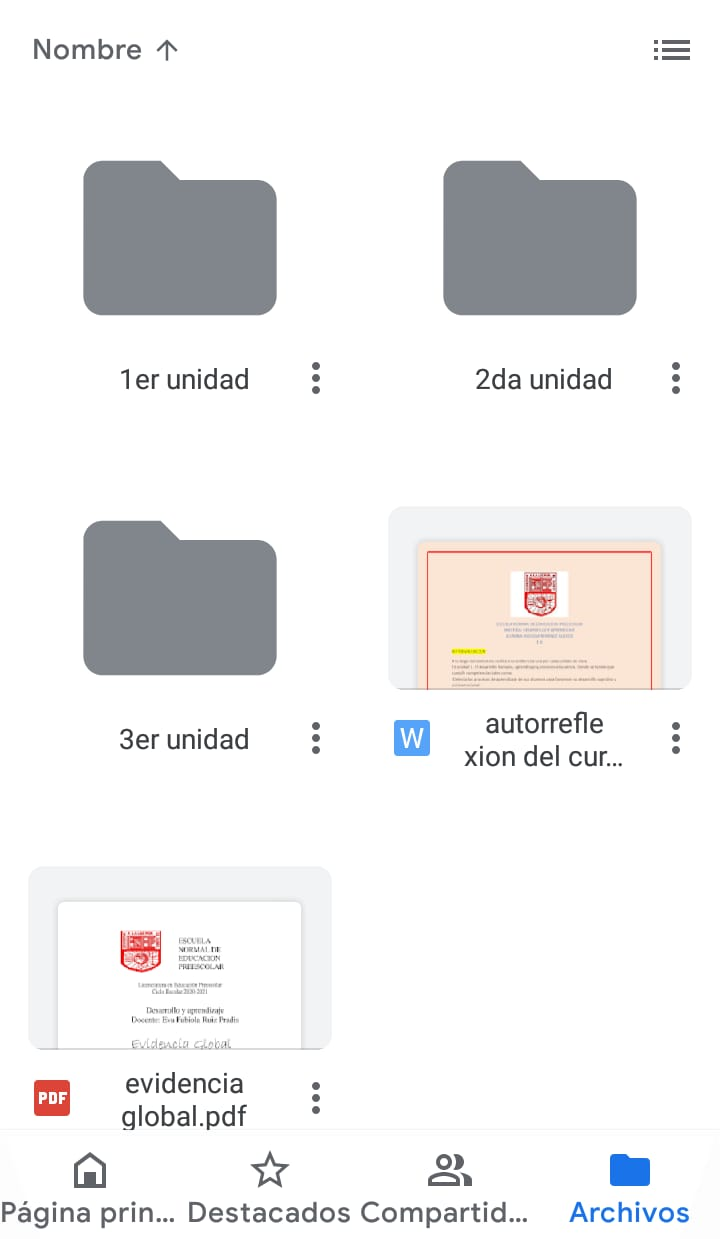 Nombre
1er unidad
2da unidad
3er unidad
W
autorrefle
xion del cur...
ESCUELA
NORMAL DE
EDUCACION
PREESCOLAR
Licenciatura en Educación Preescolar
Ciclo Escolar 2020-2021
Desarrollo y aprendizaje
Docente: Eva Fabiola Ruiz Pradis
Evidencia Global
PDF
evidencia
global.pdf
Página prin...
Destacados
Compartid...
Archivos